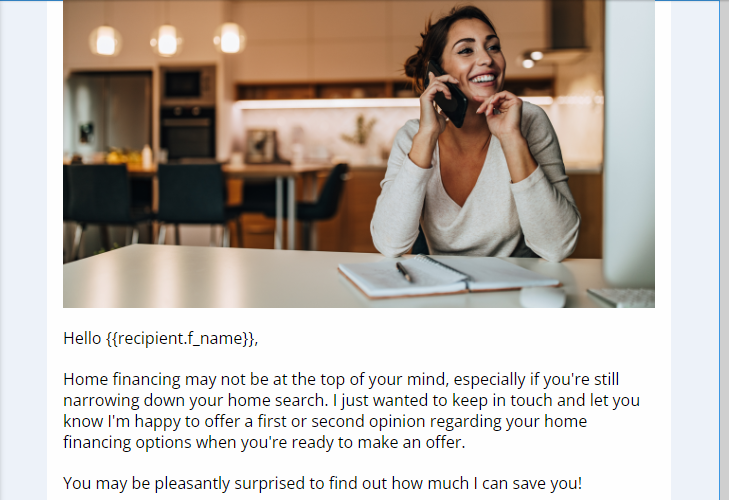 Hello {{recipient.f_name}},
Home financing may not be at the top of your mind, especially if you're still
narrowing down your home search. I just wanted to keep in touch and let you
know I'm happy to offer a first or second opinion regarding your home
financing options when you're ready to make an offer.
You may be pleasantly surprised to find out how much I can save you!